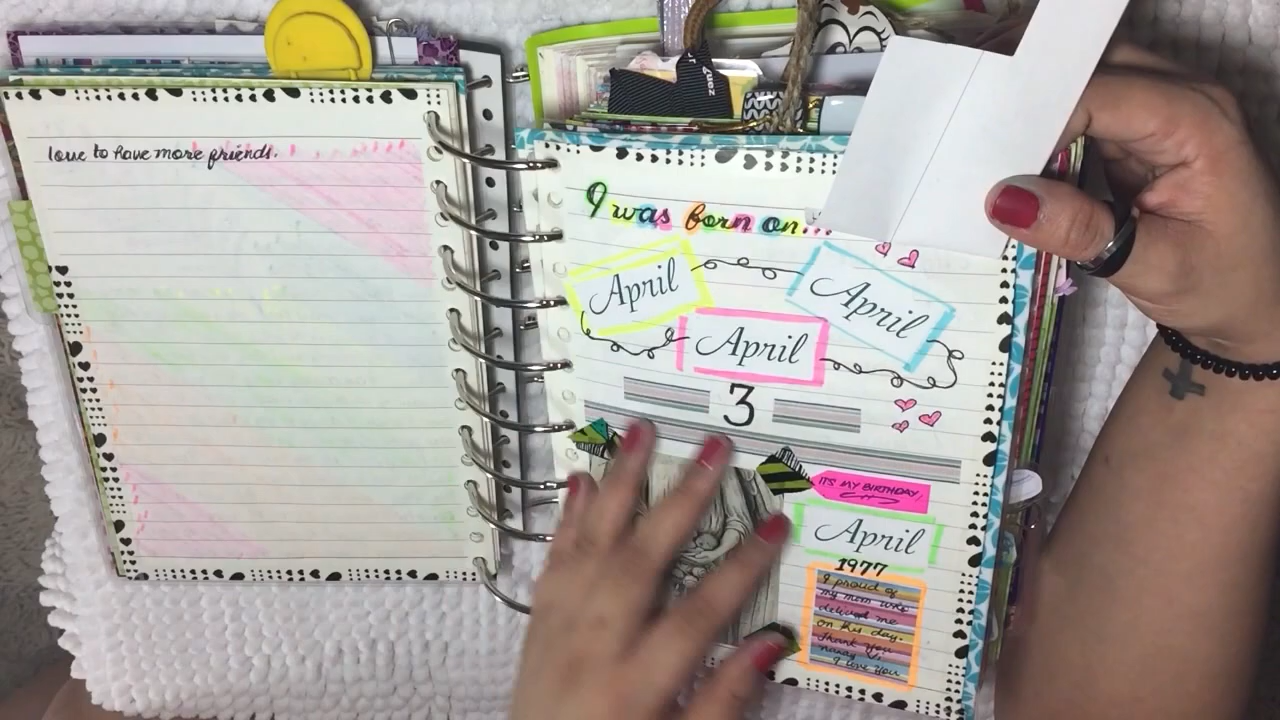 love to have more friends.
I was born on...
April
April
April
3
IT'S MY BIRTHDAY
April
1977
I proud of
my mom who
delivered me
on this day.
Thank you
nanay
I love you